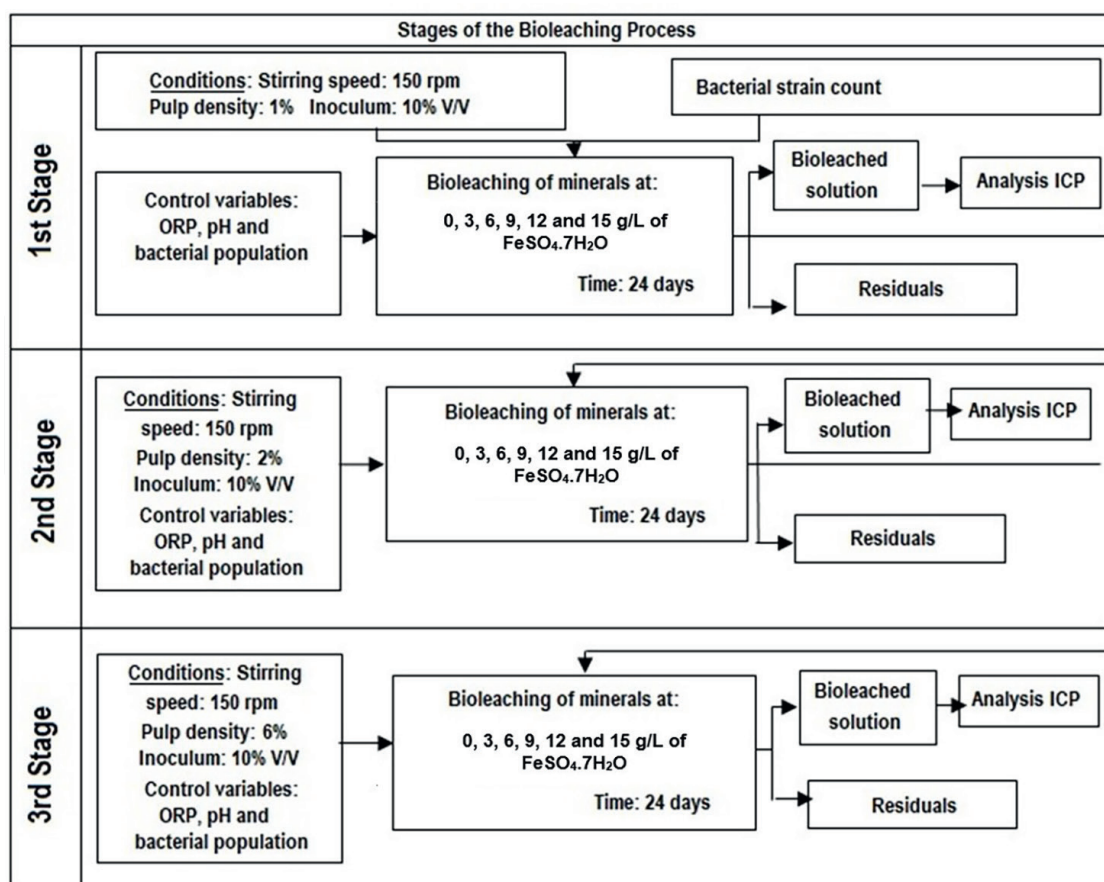 Stages of the Bioleaching Process
1st Stage
Conditions: Stirring speed: 150 rpm
Pulp density: 1% Inoculum: 10% V/V
Bacterial strain count
Control variables:
ORP, pH and
bacterial population
Bioleaching of minerals at:
0, 3, 6, 9, 12 and 15 g/L of
FeSO₄.7H₂O
Time: 24 days
Bioleached
solution
Analysis ICP
Residuals
2nd Stage
Conditions: Stirring
speed: 150 rpm
Pulp density: 2%
Inoculum: 10% V/V
Control variables:
ORP, pH and
bacterial population
Bioleaching of minerals at:
0, 3, 6, 9, 12 and 15 g/L of
FeSO₄.7H₂O
Time: 24 days
Bioleached
solution
Analysis ICP
Residuals
3rd Stage
Conditions: Stirring
speed: 150 rpm
Pulp density: 6%
Inoculum: 10% V/V
Control variables:
ORP, pH and
bacterial population
Bioleaching of minerals at:
0, 3, 6, 9, 12 and 15 g/L of
FeSO₄.7H₂O
Time: 24 days
Bioleached
solution
Analysis ICP
Residuals